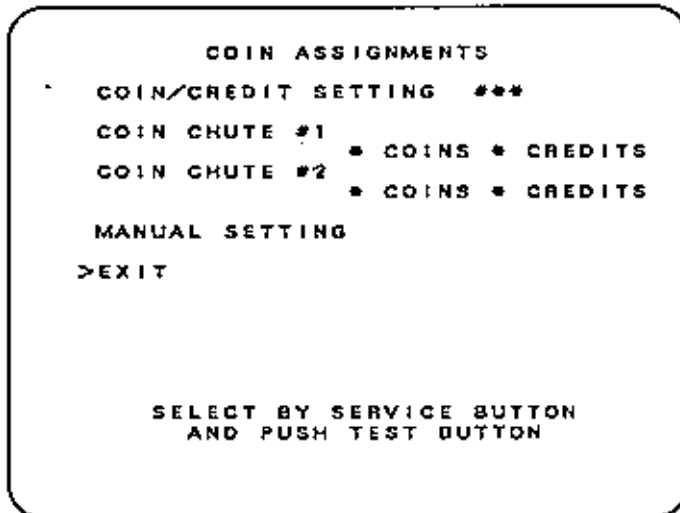 COIN ASSIGNMENTS
COIN/CREDIT SETTING ***
COIN CHUTE #1
* COINS * CREDITS
COIN CHUTE #2
* COINS * CREDITS
MANUAL SETTING
>EXIT
SELECT BY SERVICE BUTTON
AND PUSH TEST BUTTON